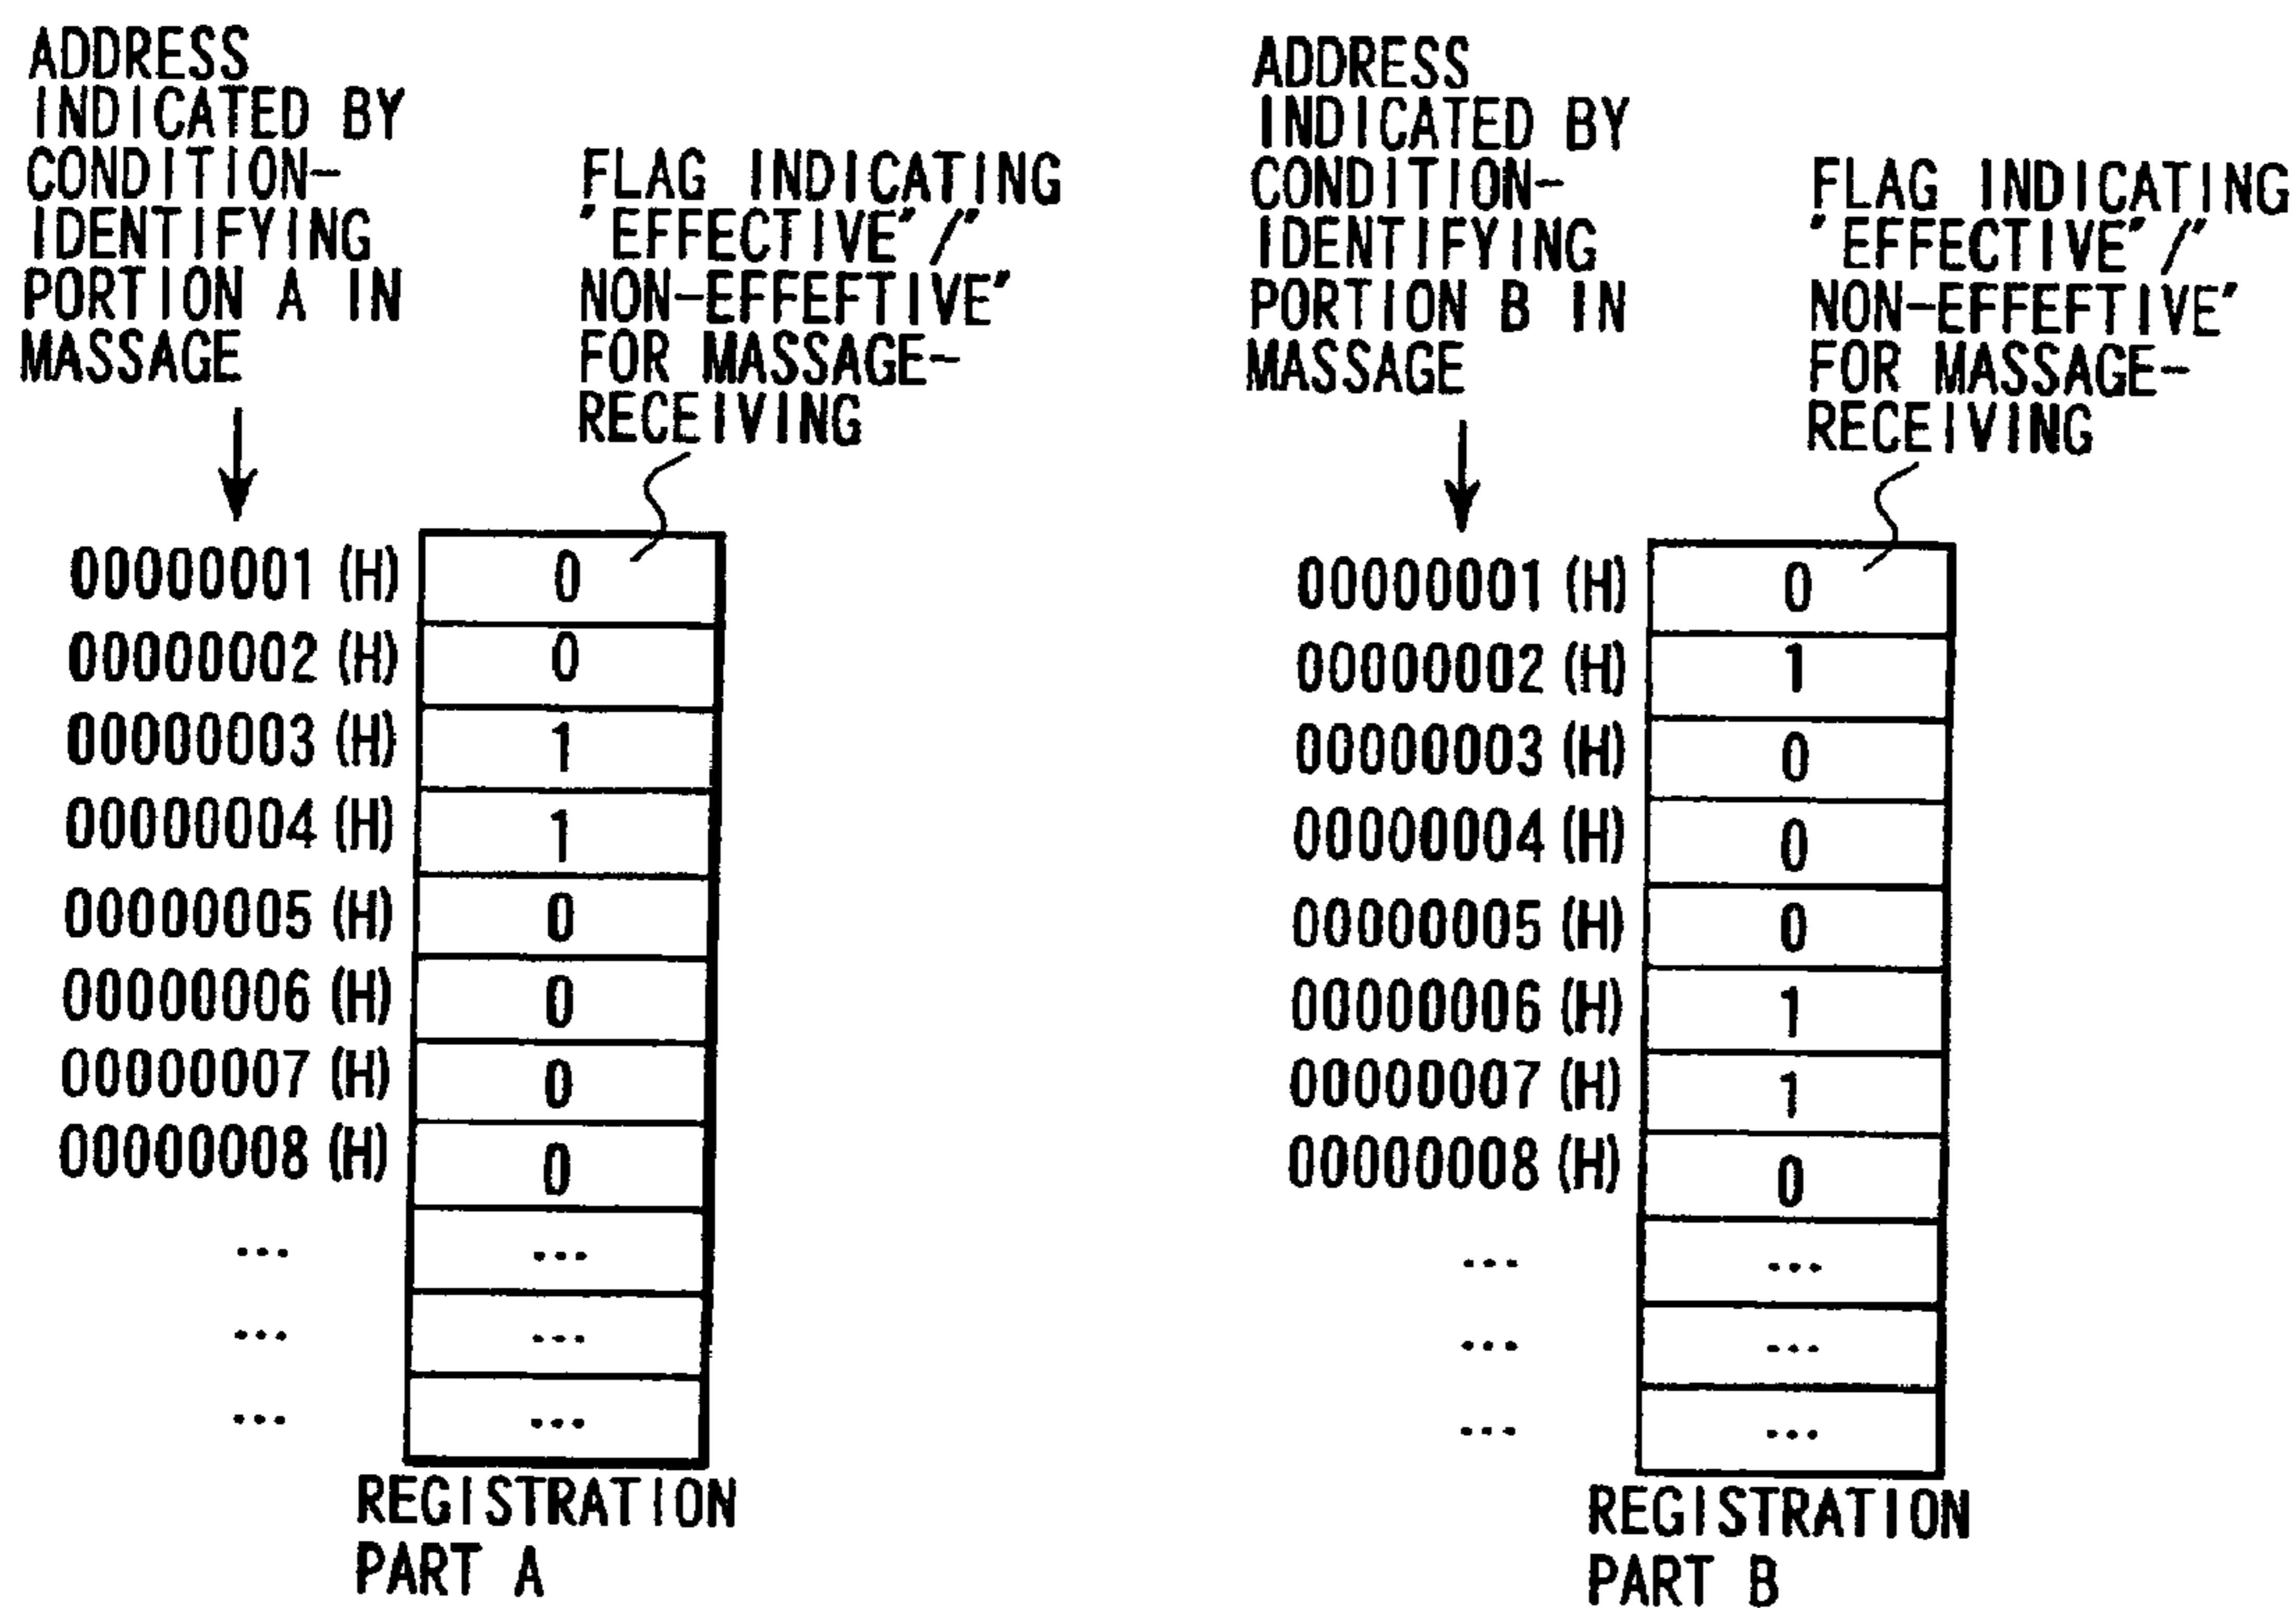 ADDRESS
INDICATED BY
CONDITION-
IDENTIFYING
PORTION A IN
MASSAGE
FLAG INDICATING
"EFFECTIVE"/"
NON-EFFEFTIVE"
FOR MASSAGE-
RECEIVING
00000001 (H) 0
00000002 (H) 0
00000003 (H) 1
00000004 (H) 1
00000005 (H) 0
00000006 (H) 0
00000007 (H) 0
00000008 (H) 0
... ...
... ...
... ...
REGISTRATION
PART A
ADDRESS
INDICATED BY
CONDITION-
IDENTIFYING
PORTION B IN
MASSAGE
FLAG INDICATING
"EFFECTIVE"/"
NON-EFFEFTIVE"
FOR MASSAGE-
RECEIVING
00000001 (H) 0
00000002 (H) 1
00000003 (H) 0
00000004 (H) 0
00000005 (H) 0
00000006 (H) 1
00000007 (H) 1
00000008 (H) 0
... ...
... ...
... ...
REGISTRATION
PART B